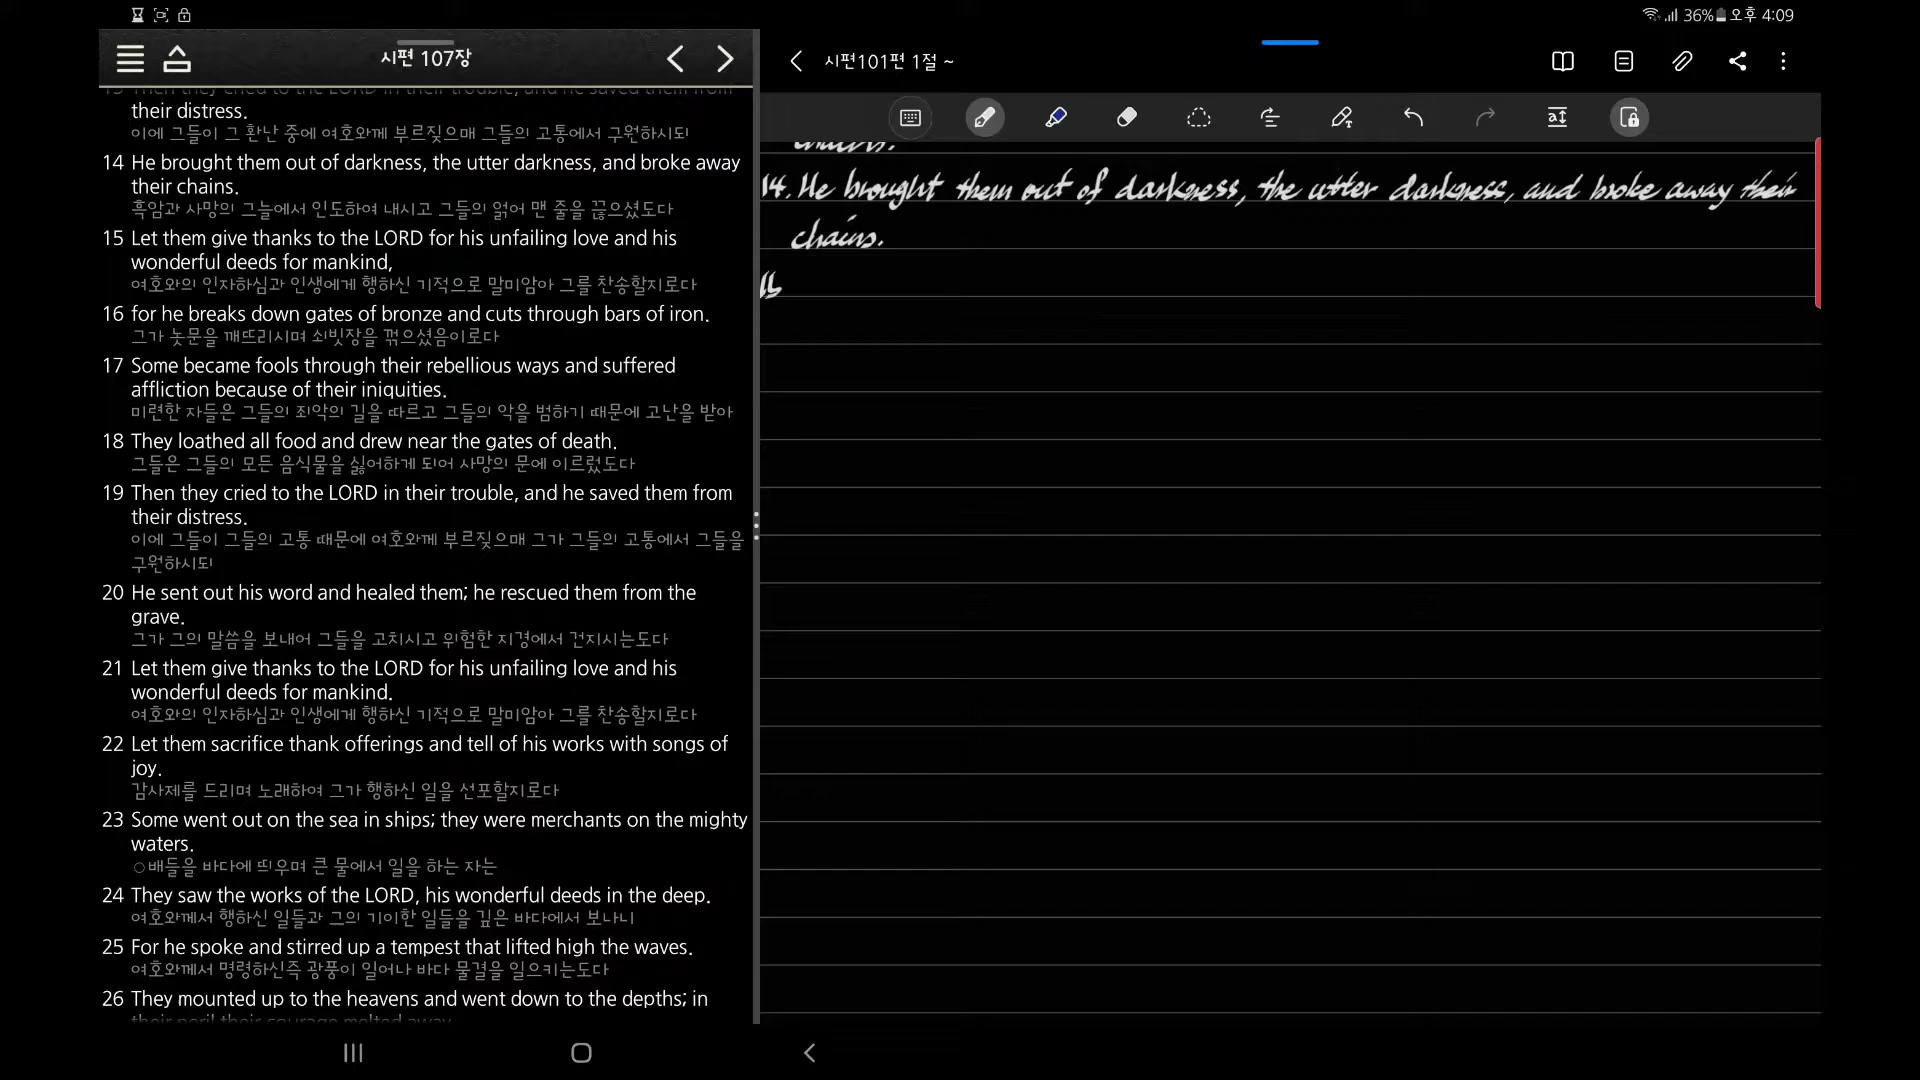 36% 오후 4:09
시편 107장
13 Then they cried to the LORD in their trouble, and he saved them from
their distress.
이에 그들이 그 환난 중에 여호와께 부르짖으매 그들의 고통에서 구원하시되
14 He brought them out of darkness, the utter darkness, and broke away
their chains.
흑암과 사망의 그늘에서 인도하여 내시고 그들의 얽어 맨 줄을 끊으셨도다
15 Let them give thanks to the LORD for his unfailing love and his
wonderful deeds for mankind,
여호와의 인자하심과 인생에게 행하신 기적으로 말미암아 그를 찬송할지로다
16 for he breaks down gates of bronze and cuts through bars of iron.
그가 놋문을 깨뜨리시며 쇠빗장을 꺾으셨음이로다
17 Some became fools through their rebellious ways and suffered
affliction because of their iniquities.
미련한 자들은 그들의 죄악의 길을 따르고 그들의 악을 범하기 때문에 고난을 받아
18 They loathed all food and drew near the gates of death.
그들은 그들의 모든 음식물을 싫어하게 되어 사망의 문에 이르렀도다
19 Then they cried to the LORD in their trouble, and he saved them from
their distress.
이에 그들이 그들의 고통 때문에 여호와께 부르짖으매 그가 그들의 고통에서 그들을
구원하시되
20 He sent out his word and healed them; he rescued them from the
grave.
그가 그의 말씀을 보내어 그들을 고치시고 위험한 지경에서 건지시는도다
21 Let them give thanks to the LORD for his unfailing love and his
wonderful deeds for mankind.
여호와의 인자하심과 인생에게 행하신 기적으로 말미암아 그를 찬송할지로다
22 Let them sacrifice thank offerings and tell of his works with songs of
joy.
감사제를 드리며 노래하여 그가 행하신 일을 선포할지로다
23 Some went out on the sea in ships; they were merchants on the mighty
waters.
○배들을 바다에 띄우며 큰 물에서 일을 하는 자는
24 They saw the works of the LORD, his wonderful deeds in the deep.
여호와께서 행하신 일들과 그의 기이한 일들을 깊은 바다에서 보나니
25 For he spoke and stirred up a tempest that lifted high the waves.
여호와께서 명령하신즉 광풍이 일어나 바다 물결을 일으키는도다
26 They mounted up to the heavens and went down to the depths; in
their peril their courage melted away
시편101편 1절 ~
chains.
14. He brought them out of darkness, the utter darkness, and broke away their
chains.